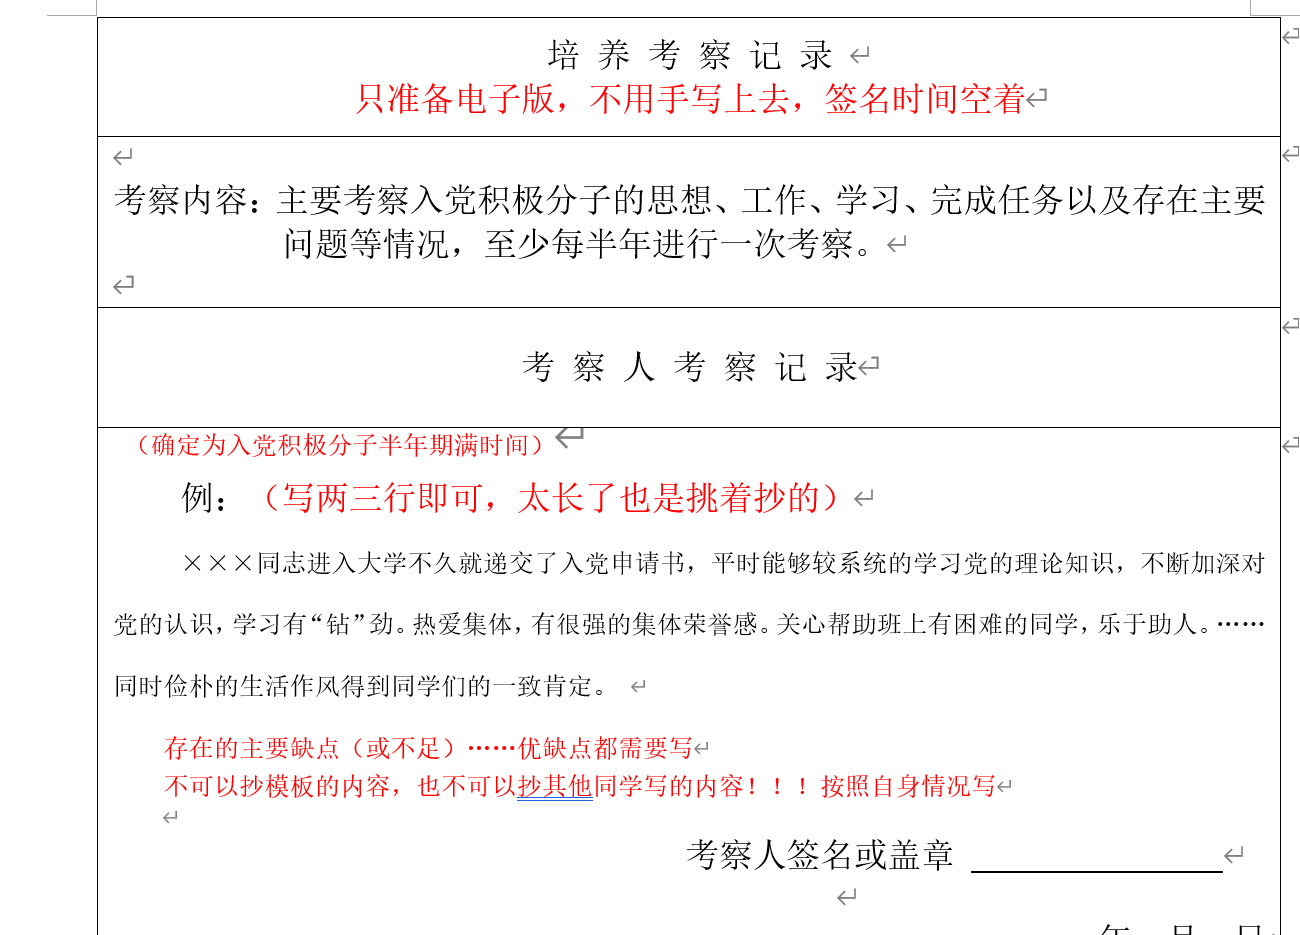 培养考察记录
只准备电子版，不用手写上去，签名时间空着
考察内容：主要考察入党积极分子的思想、工作、学习、完成任务以及存在主要
问题等情况，至少每半年进行一次考察。
考察人考察记录
（确定为入党积极分子半年期满时间）
例：（写两三行即可，太长了也是挑着抄的）
×××同志进入大学不久就递交了入党申请书，平时能够较系统的学习党的理论知识，不断加深对
党的认识，学习有“钻”劲。热爱集体，有很强的集体荣誉感。关心帮助班上有困难的同学，乐于助人。……
同时俭朴的生活作风得到同学们的一致肯定。
存在的主要缺点（或不足）……优缺点都需要写
不可以抄模板的内容，也不可以抄其他同学写的内容！！！按照自身情况写
考察人签名或盖章
年 月 日